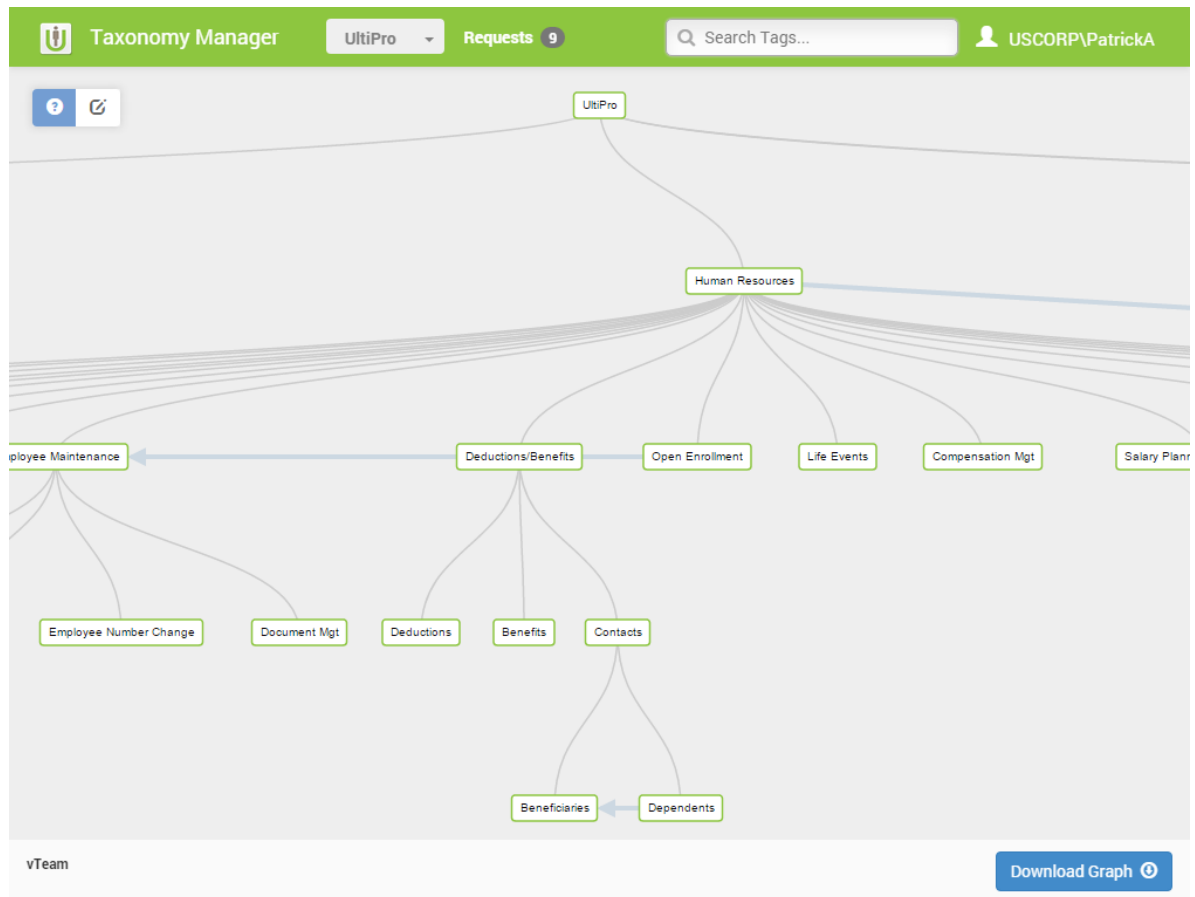 Taxonomy Manager
UltiPro
Requests 9
Search Tags...
USCORP\PatrickA
UltiPro
Human Resources
ployee Maintenance
Deductions/Benefits
Open Enrollment
Life Events
Compensation Mgt
Salary Plann
Employee Number Change
Document Mgt
Deductions
Benefits
Contacts
Beneficiaries
Dependents
vTeam
Download Graph